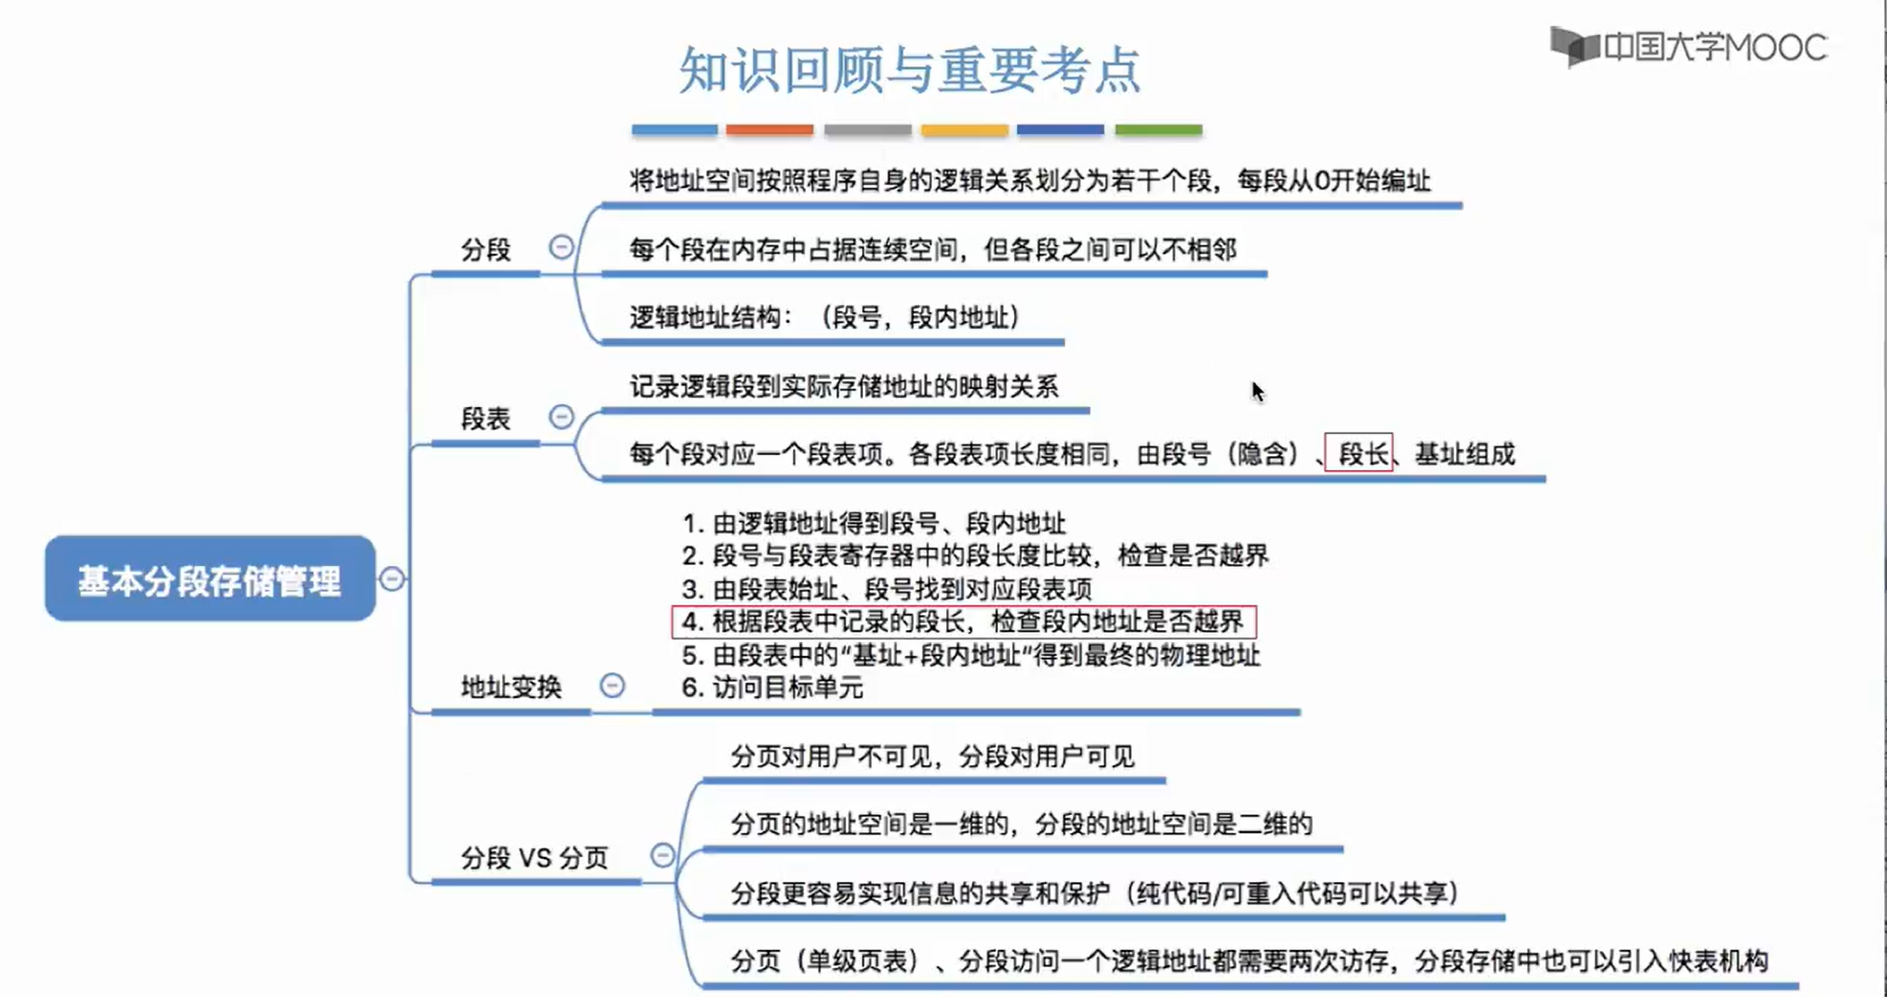 知识回顾与重要考点
中国大学MOOC
将地址空间按照程序自身的逻辑关系划分为若干个段，每段从0开始编址
分段
每个段在内存中占据连续空间，但各段之间可以不相邻
逻辑地址结构：（段号，段内地址）
记录逻辑段到实际存储地址的映射关系
段表
每个段对应一个段表项。各段表项长度相同，由段号（隐含）、段长、基址组成
1. 由逻辑地址得到段号、段内地址
2. 段号与段表寄存器中的段长度比较，检查是否越界
3. 由段表始址、段号找到对应段表项
基本分段存储管理
4. 根据段表中记录的段长，检查段内地址是否越界
5. 由段表中的“基址+段内地址“得到最终的物理地址
地址变换
6. 访问目标单元
分页对用户不可见，分段对用户可见
分页的地址空间是一维的，分段的地址空间是二维的
分段 VS 分页
分段更容易实现信息的共享和保护（纯代码/可重入代码可以共享）
分页（单级页表）、分段访问一个逻辑地址都需要两次访存，分段存储中也可以引入快表机构